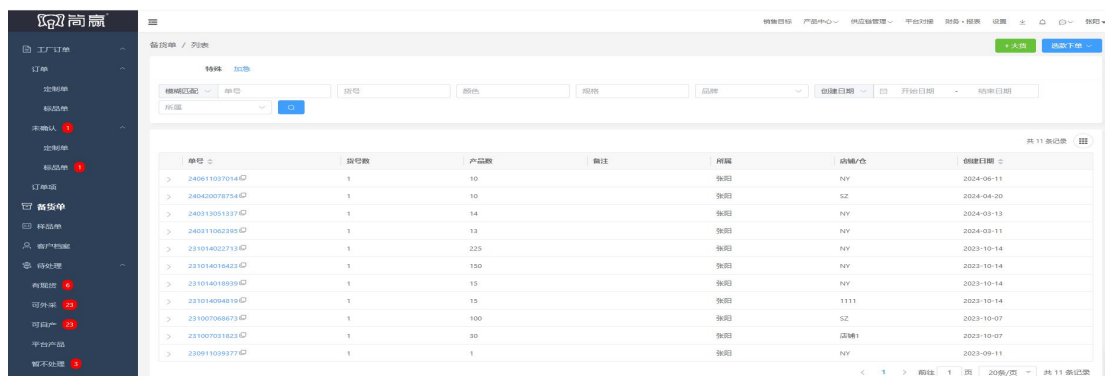 简赢
销售目标 产品中心 供应链管理 平台对接 财务+报表 设置 张阳
工厂订单
订单
定制单
标品单
未确认 1
定制单
标品单 1
订单项
备货单
样品单
客户档案
待处理
有现货 6
可外采 23
可自产 23
平台产品
暂不处理 3
备货单 / 列表
+ 大货 选款下单
特殊 加急
模糊匹配 单号 货号 颜色 规格 品牌 创建日期 开始日期 - 结束日期
所属
共 11 条记录
单号 货号数 产品数 备注 所属 店铺/仓 创建日期
240611037014 1 10 张阳 NY 2024-06-11
240420078754 1 10 张阳 SZ 2024-04-20
240313051337 1 14 张阳 NY 2024-03-13
240311062395 1 13 张阳 NY 2024-03-11
231014022713 1 225 张阳 NY 2023-10-14
231014016423 1 150 张阳 NY 2023-10-14
231014018939 1 15 张阳 NY 2023-10-14
231014094819 1 15 张阳 1111 2023-10-14
231007068673 1 100 张阳 SZ 2023-10-07
231007031823 1 30 张阳 店铺1 2023-10-07
230911039377 1 1 张阳 NY 2023-09-11
1 前往 1 页 20条/页 共 11 条记录